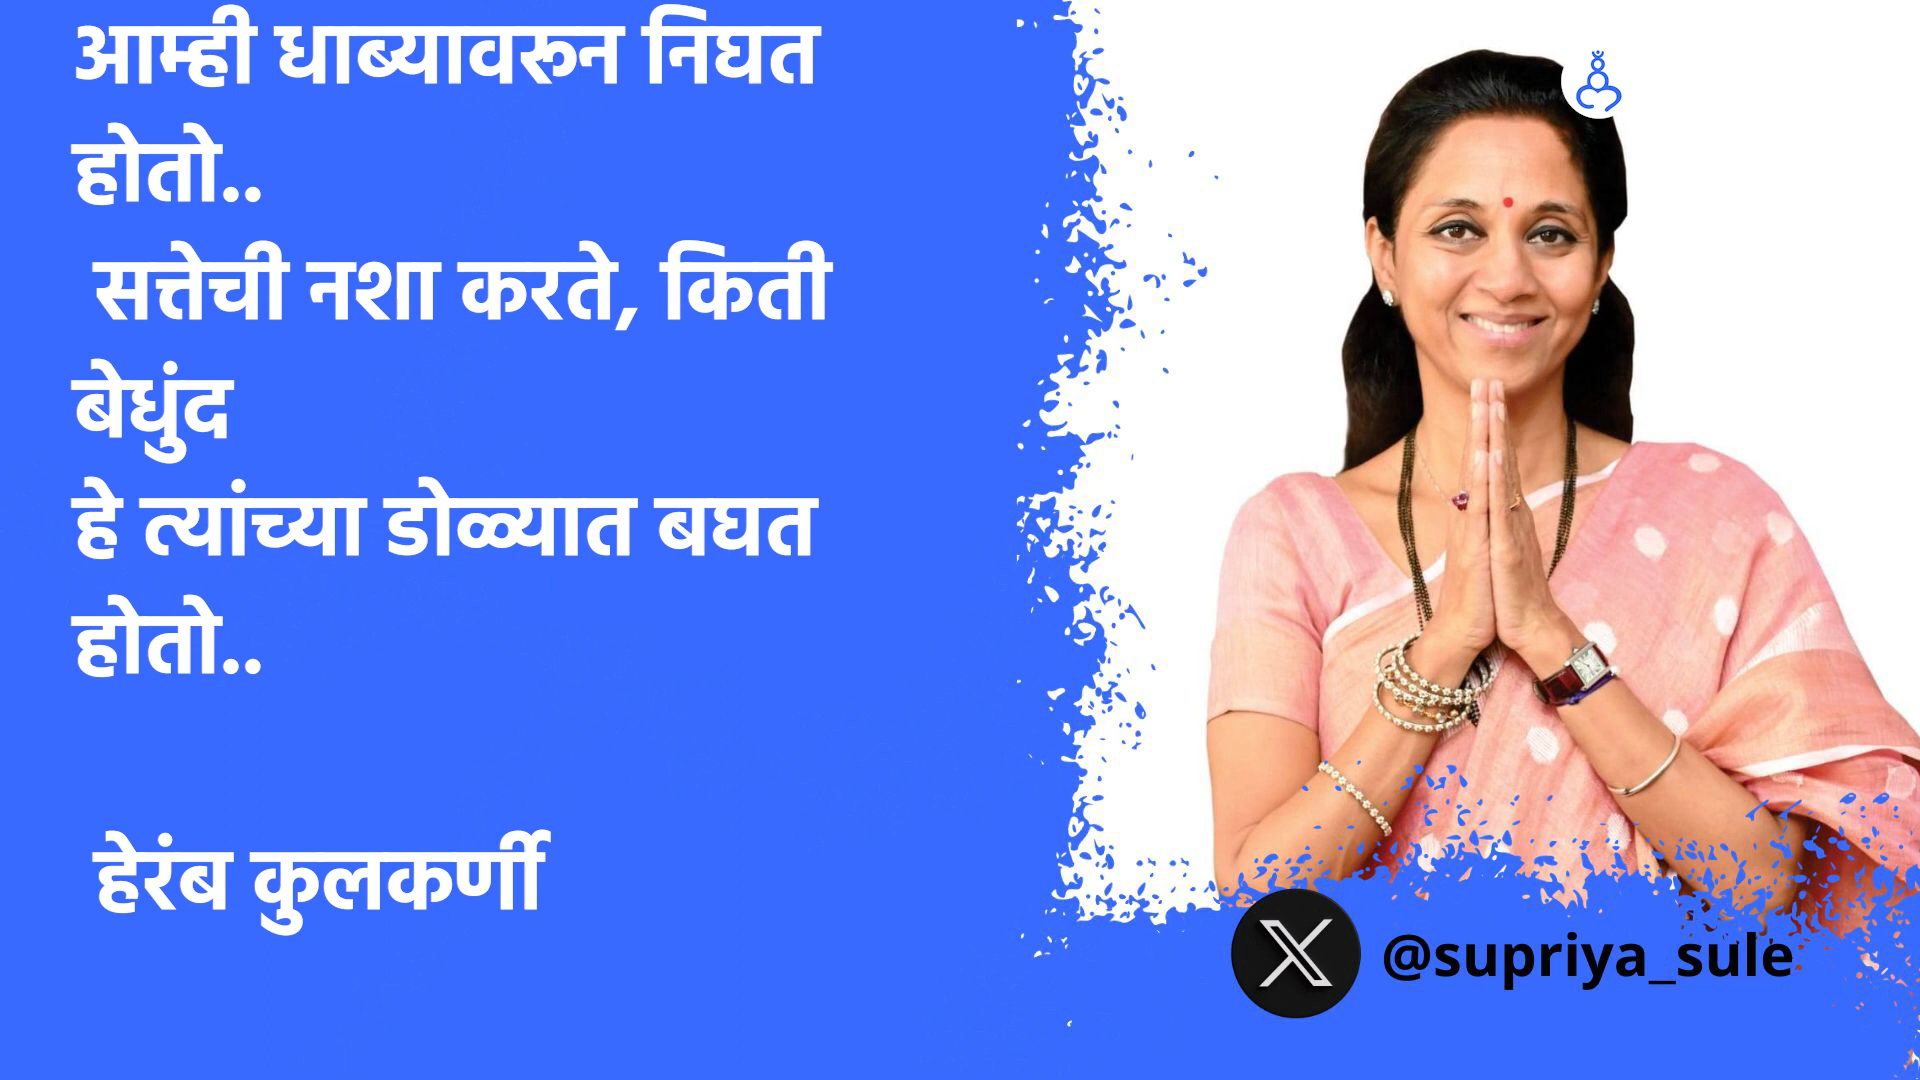 आम्ही धाब्यावरून निघत
होतो..
सत्तेची नशा करते, किती
बेधुंद
हे त्यांच्या डोळ्यात बघत
होतो..
हेरंब कुलकर्णी
@supriya_sule